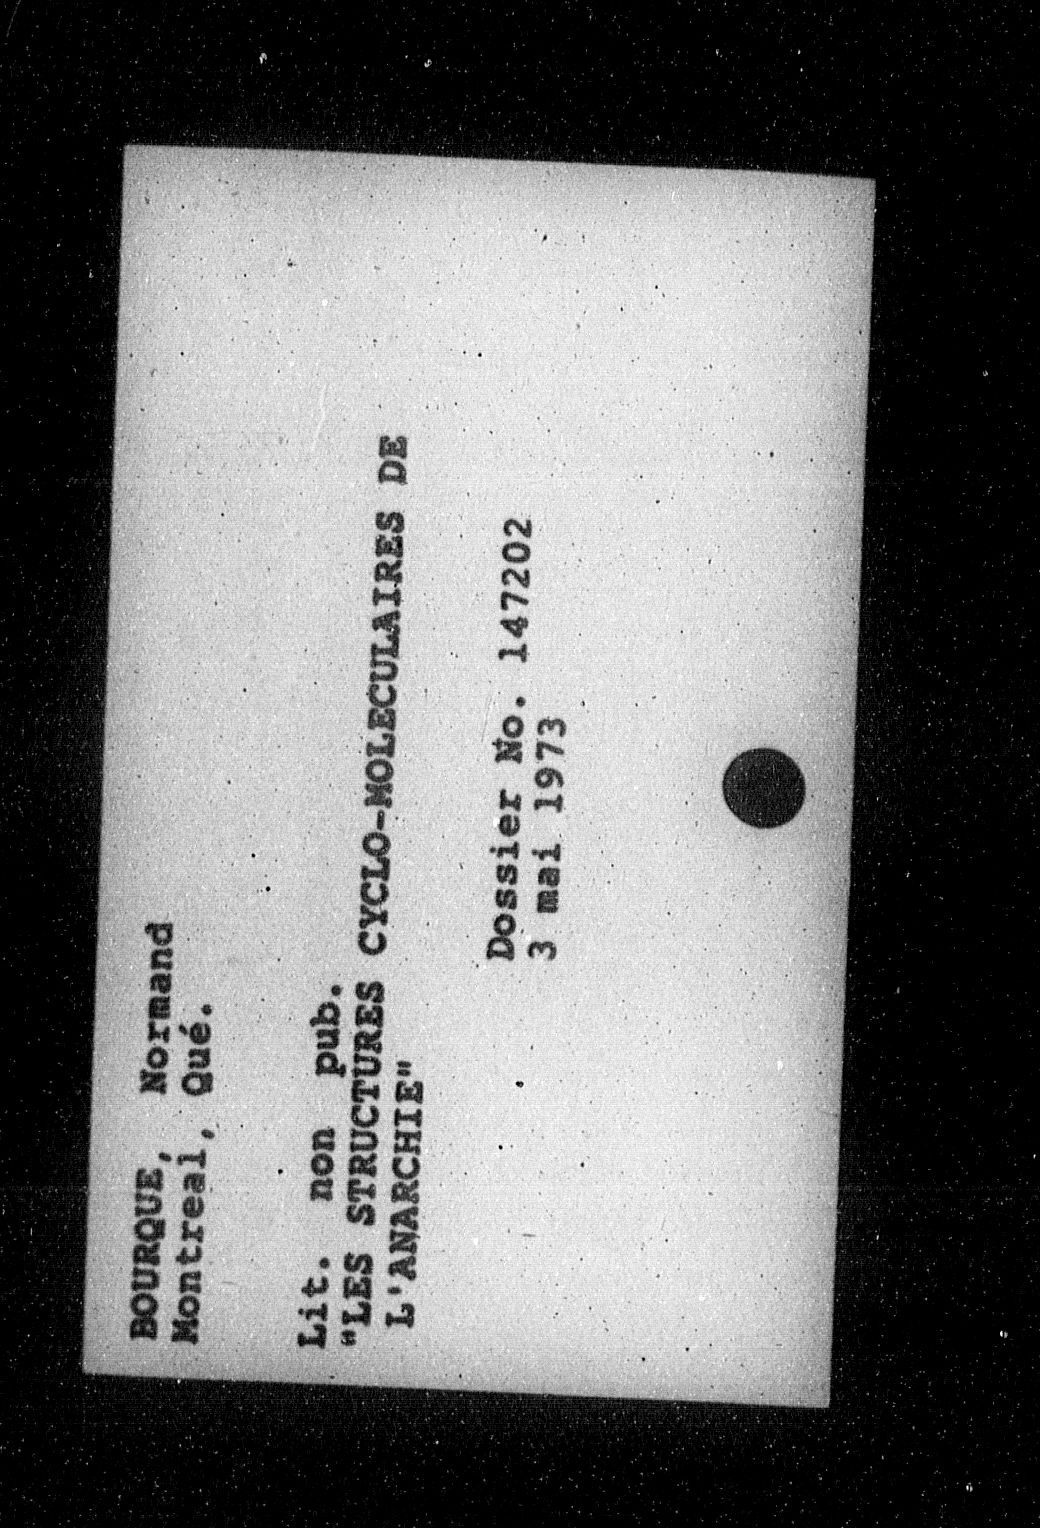 BOURQUE, Normand
Montreal, Qué.
Lit. non pub.
"LES STRUCTURES CYCLO-MOLECULAIRES DE
L'ANARCHIE"
Dossier No. 147202
3 mai 1973